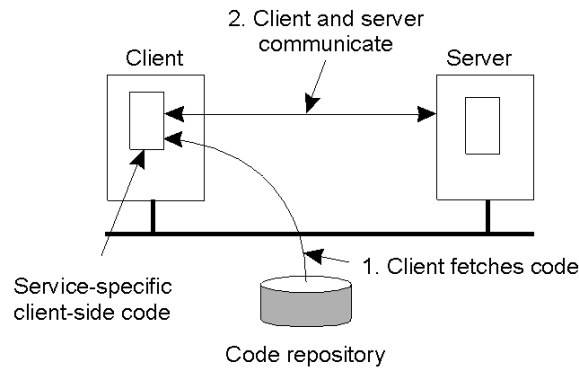 2. Client and server
communicate
Client
Server
1. Client fetches code
Service-specific
client-side code
Code repository